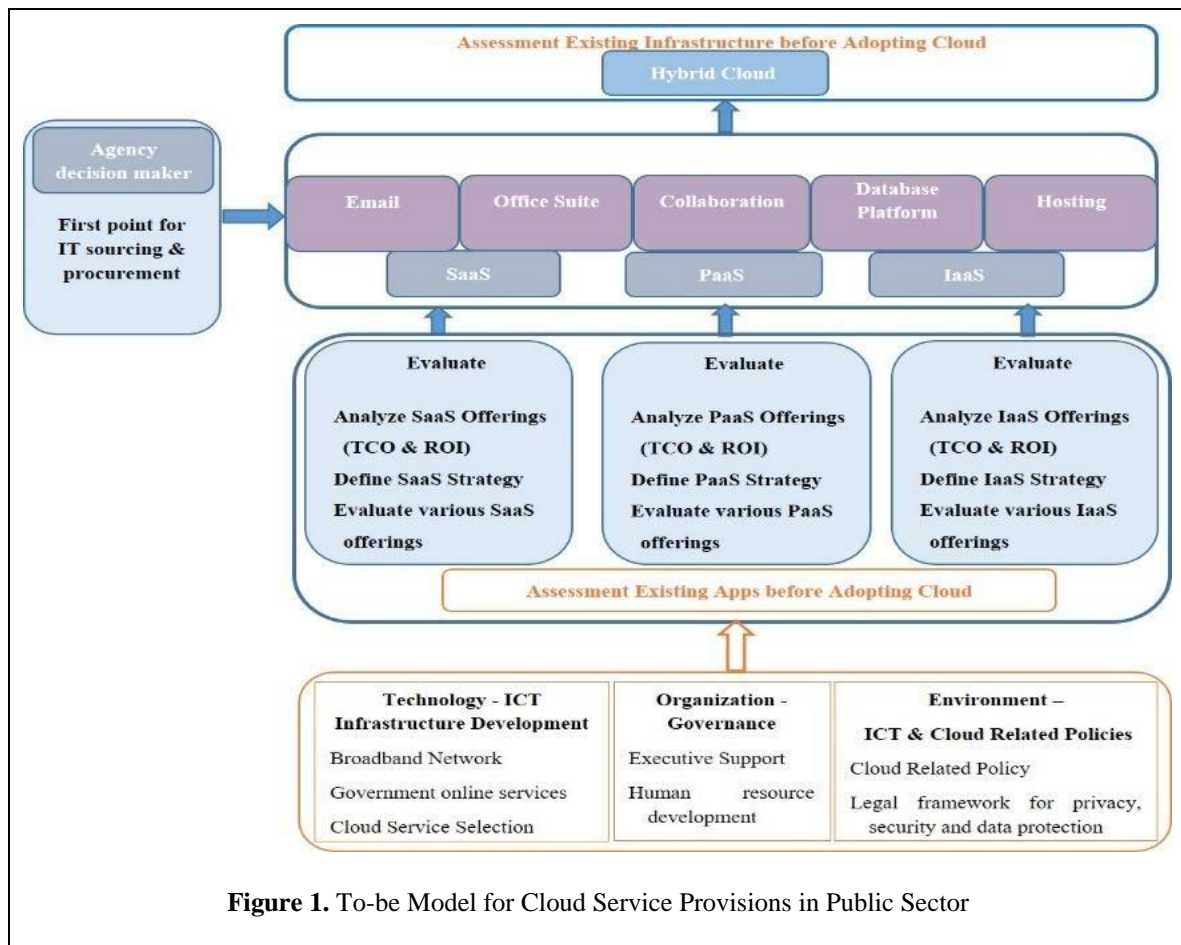 Assessment Existing Infrastructure before Adopting Cloud
Hybrid Cloud
Agency
decision maker
First point for
IT sourcing &
procurement
Email
Office Suite
Collaboration
Database
Platform
Hosting
SaaS
PaaS
IaaS
Evaluate
Analyze SaaS Offerings
(TCO & ROI)
Define SaaS Strategy
Evaluate various SaaS
offerings
Evaluate
Analyze PaaS Offerings
(TCO & ROI)
Define PaaS Strategy
Evaluate various PaaS
offerings
Evaluate
Analyze IaaS Offerings
(TCO & ROI)
Define IaaS Strategy
Evaluate various IaaS
offerings
Assessment Existing Apps before Adopting Cloud
Technology - ICT
Infrastructure Development
Broadband Network
Government online services
Cloud Service Selection
Organization -
Governance
Executive Support
Human resource
development
Environment –
ICT & Cloud Related Policies
Cloud Related Policy
Legal framework for privacy,
security and data protection
Figure 1. To-be Model for Cloud Service Provisions in Public Sector